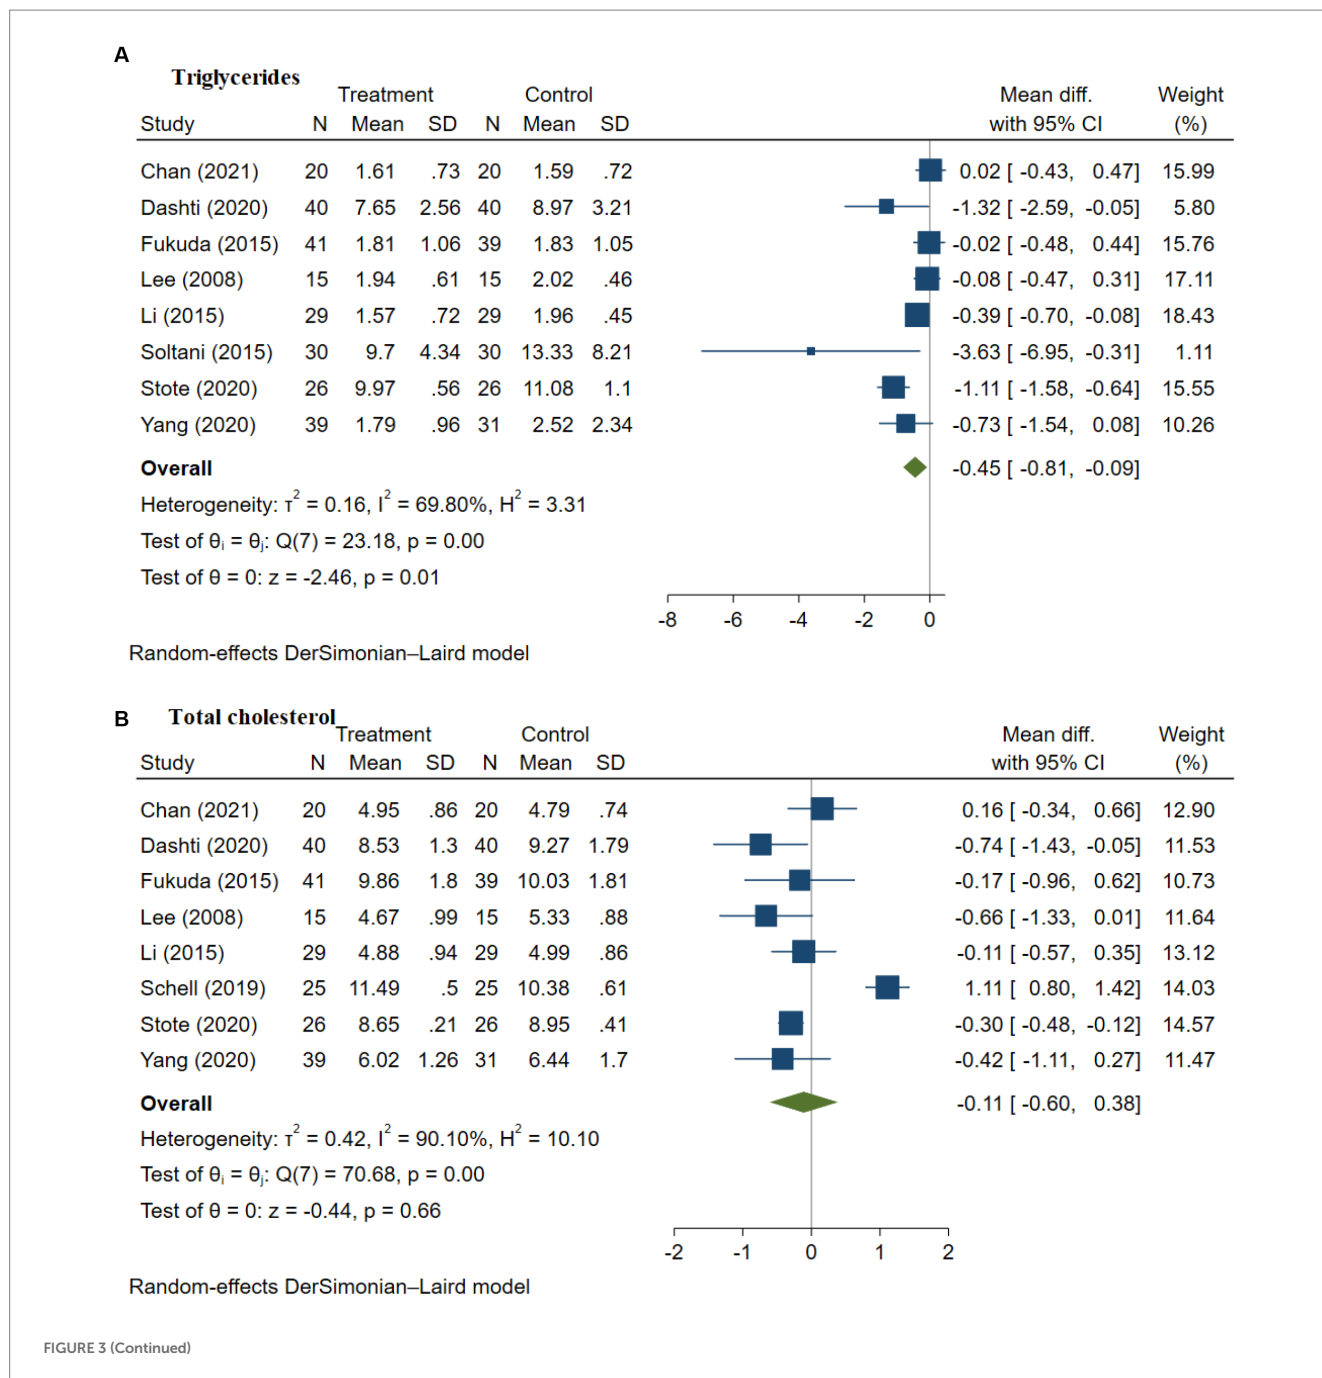 A
Triglycerides
Treatment Control Mean diff. Weight
Study N Mean SD N Mean SD with 95% CI (%)
Chan (2021) 20 1.61 .73 20 1.59 .72 0.02 [ -0.43, 0.47] 15.99
Dashti (2020) 40 7.65 2.56 40 8.97 3.21 -1.32 [ -2.59, -0.05] 5.80
Fukuda (2015) 41 1.81 1.06 39 1.83 1.05 -0.02 [ -0.48, 0.44] 15.76
Lee (2008) 15 1.94 .61 15 2.02 .46 -0.08 [ -0.47, 0.31] 17.11
Li (2015) 29 1.57 .72 29 1.96 .45 -0.39 [ -0.70, -0.08] 18.43
Soltani (2015) 30 9.7 4.34 30 13.33 8.21 -3.63 [ -6.95, -0.31] 1.11
Stote (2020) 26 9.97 .56 26 11.08 1.1 -1.11 [ -1.58, -0.64] 15.55
Yang (2020) 39 1.79 .96 31 2.52 2.34 -0.73 [ -1.54, 0.08] 10.26
Overall -0.45 [ -0.81, -0.09]
Heterogeneity: τ² = 0.16, I² = 69.80%, H² = 3.31
Test of θᵢ = θⱼ: Q(7) = 23.18, p = 0.00
Test of θ = 0: z = -2.46, p = 0.01
-8 -6 -4 -2 0
Random-effects DerSimonian–Laird model
B
Total cholesterol
Treatment Control Mean diff. Weight
Study N Mean SD N Mean SD with 95% CI (%)
Chan (2021) 20 4.95 .86 20 4.79 .74 0.16 [ -0.34, 0.66] 12.90
Dashti (2020) 40 8.53 1.3 40 9.27 1.79 -0.74 [ -1.43, -0.05] 11.53
Fukuda (2015) 41 9.86 1.8 39 10.03 1.81 -0.17 [ -0.96, 0.62] 10.73
Lee (2008) 15 4.67 .99 15 5.33 .88 -0.66 [ -1.33, 0.01] 11.64
Li (2015) 29 4.88 .94 29 4.99 .86 -0.11 [ -0.57, 0.35] 13.12
Schell (2019) 25 11.49 .5 25 10.38 .61 1.11 [ 0.80, 1.42] 14.03
Stote (2020) 26 8.65 .21 26 8.95 .41 -0.30 [ -0.48, -0.12] 14.57
Yang (2020) 39 6.02 1.26 31 6.44 1.7 -0.42 [ -1.11, 0.27] 11.47
Overall -0.11 [ -0.60, 0.38]
Heterogeneity: τ² = 0.42, I² = 90.10%, H² = 10.10
Test of θᵢ = θⱼ: Q(7) = 70.68, p = 0.00
Test of θ = 0: z = -0.44, p = 0.66
-2 -1 0 1 2
Random-effects DerSimonian–Laird model
FIGURE 3 (Continued)